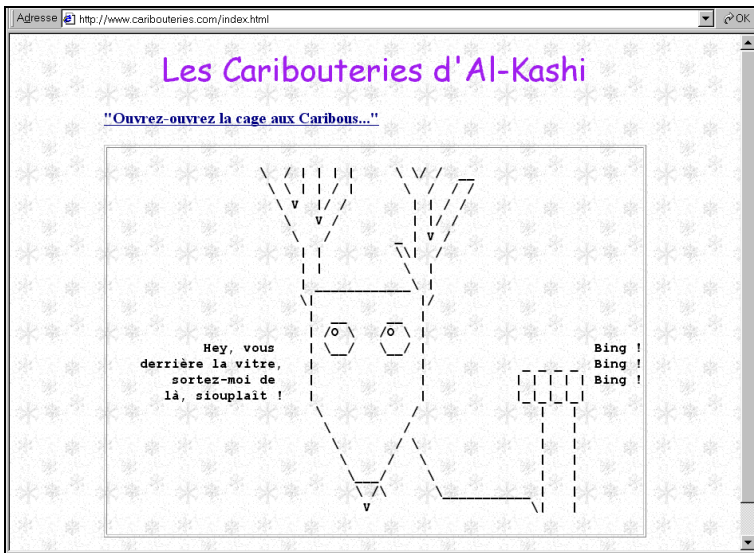 Adresse http://www.caribouteries.com/index.html OK
Les Caribouteries d'Al-Kashi
"Ouvrez-ouvrez la cage aux Caribous..."
Hey, vous
derrière la vitre,
sortez-moi de
là, siouplaît !
Bing !
Bing !
Bing !